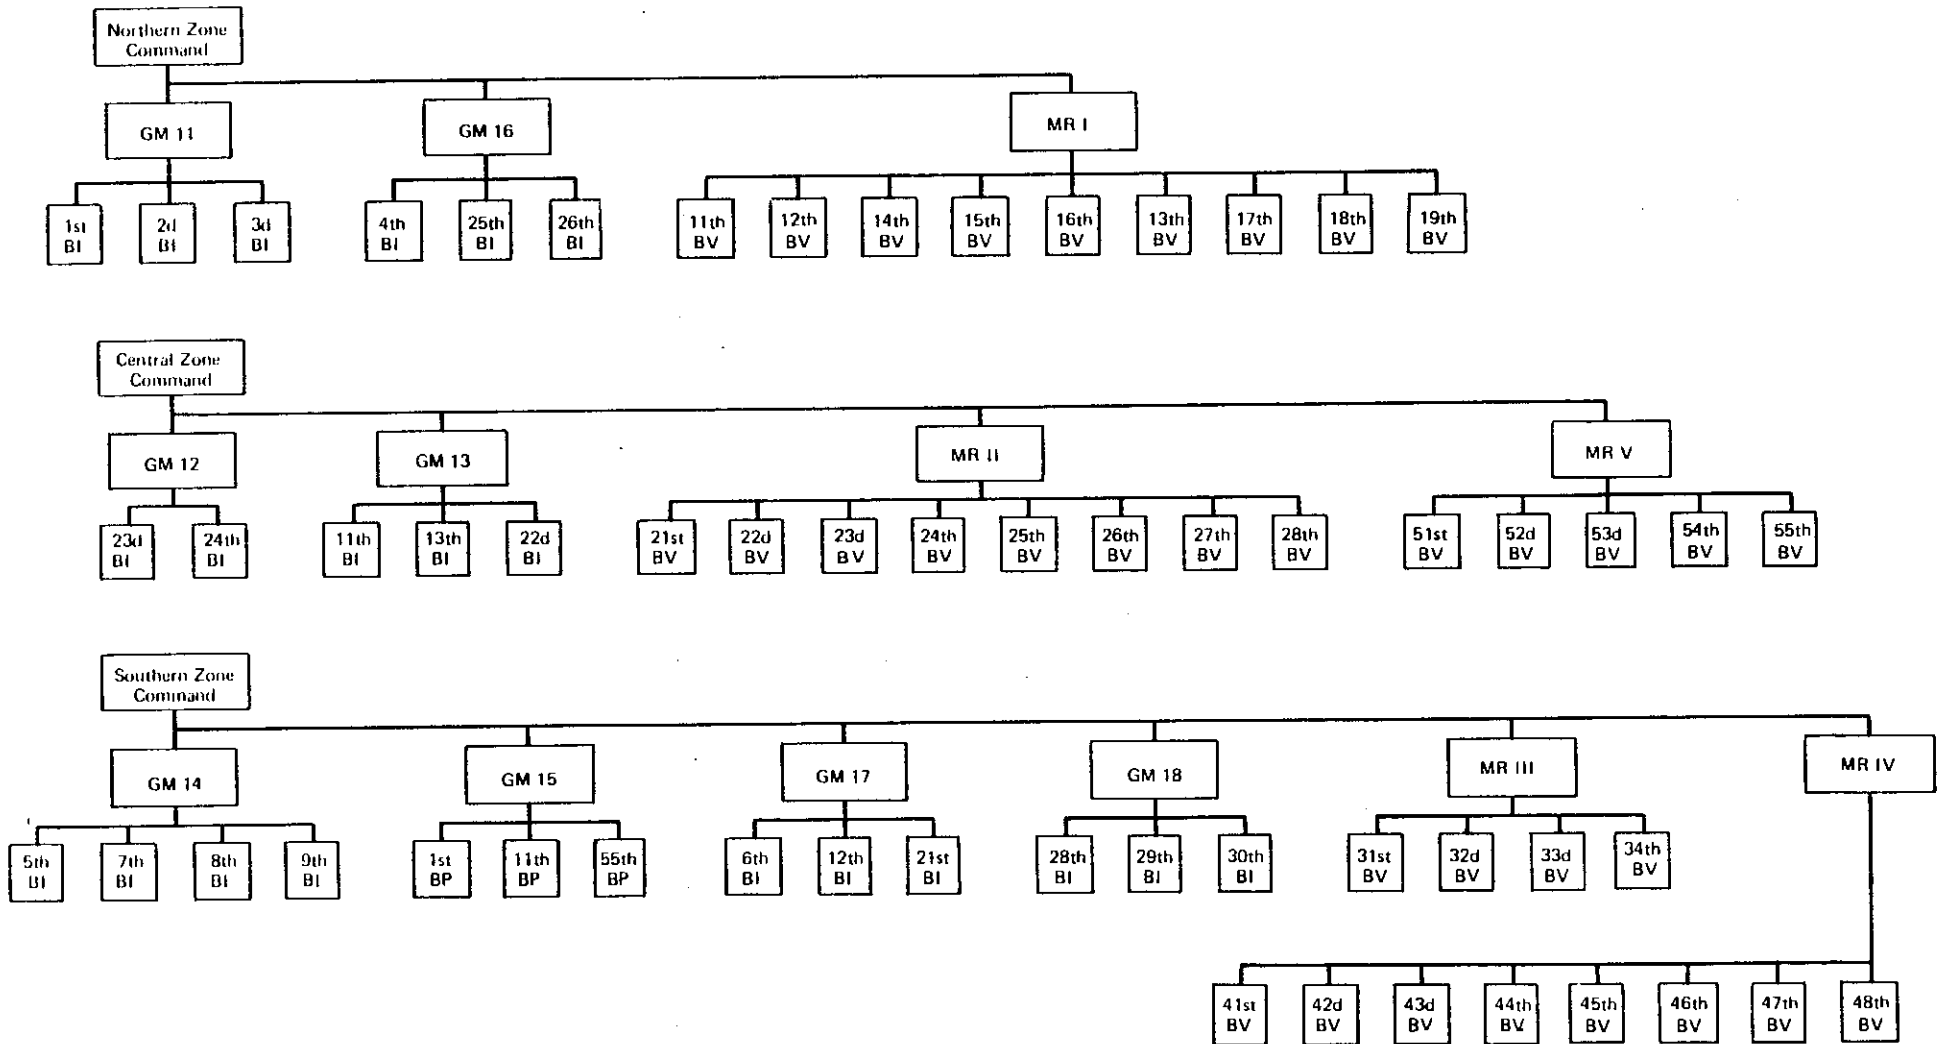 Northern Zone
Command
GM 11
GM 16
MR I
1st
BI
2d
BI
3d
BI
4th
BI
25th
BI
26th
BI
11th
BV
12th
BV
14th
BV
15th
BV
16th
BV
13th
BV
17th
BV
18th
BV
19th
BV
Central Zone
Command
GM 12
GM 13
MR II
MR V
23d
BI
24th
BI
11th
BI
13th
BI
22d
BI
21st
BV
22d
BV
23d
BV
24th
BV
25th
BV
26th
BV
27th
BV
28th
BV
51st
BV
52d
BV
53d
BV
54th
BV
55th
BV
Southern Zone
Command
GM 14
GM 15
GM 17
GM 18
MR III
MR IV
5th
BI
7th
BI
8th
BI
9th
BI
1st
BP
11th
BP
55th
BP
6th
BI
12th
BI
21st
BI
28th
BI
29th
BI
30th
BI
31st
BV
32d
BV
33d
BV
34th
BV
41st
BV
42d
BV
43d
BV
44th
BV
45th
BV
46th
BV
47th
BV
48th
BV